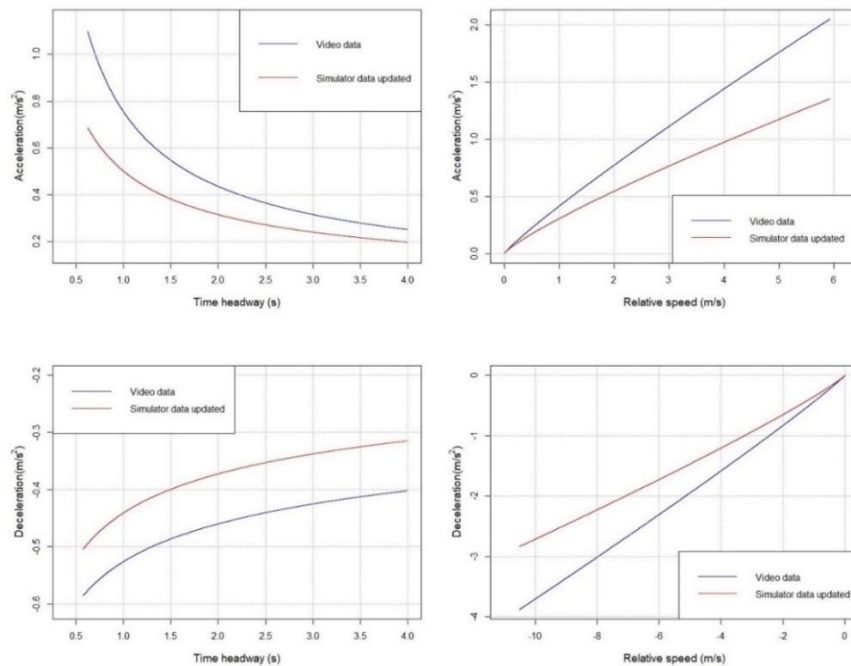 Video data
Simulator data updated
Acceleration(m/s²)
0.2
0.4
0.6
0.8
1.0
0.5 1.0 1.5 2.0 2.5 3.0 3.5 4.0
Time headway (s)
Acceleration(m/s²)
0.0
0.5
1.0
1.5
2.0
Video data
Simulator data updated
0 1 2 3 4 5 6
Relative speed (m/s)
Video data
Simulator data updated
Deceleration(m/s²)
-0.6
-0.5
-0.4
-0.3
-0.2
0.5 1.0 1.5 2.0 2.5 3.0 3.5 4.0
Time headway (s)
Deceleration(m/s²)
-4
-3
-2
-1
0
Video data
Simulator data updated
-10 -8 -6 -4 -2 0
Relative speed (m/s)